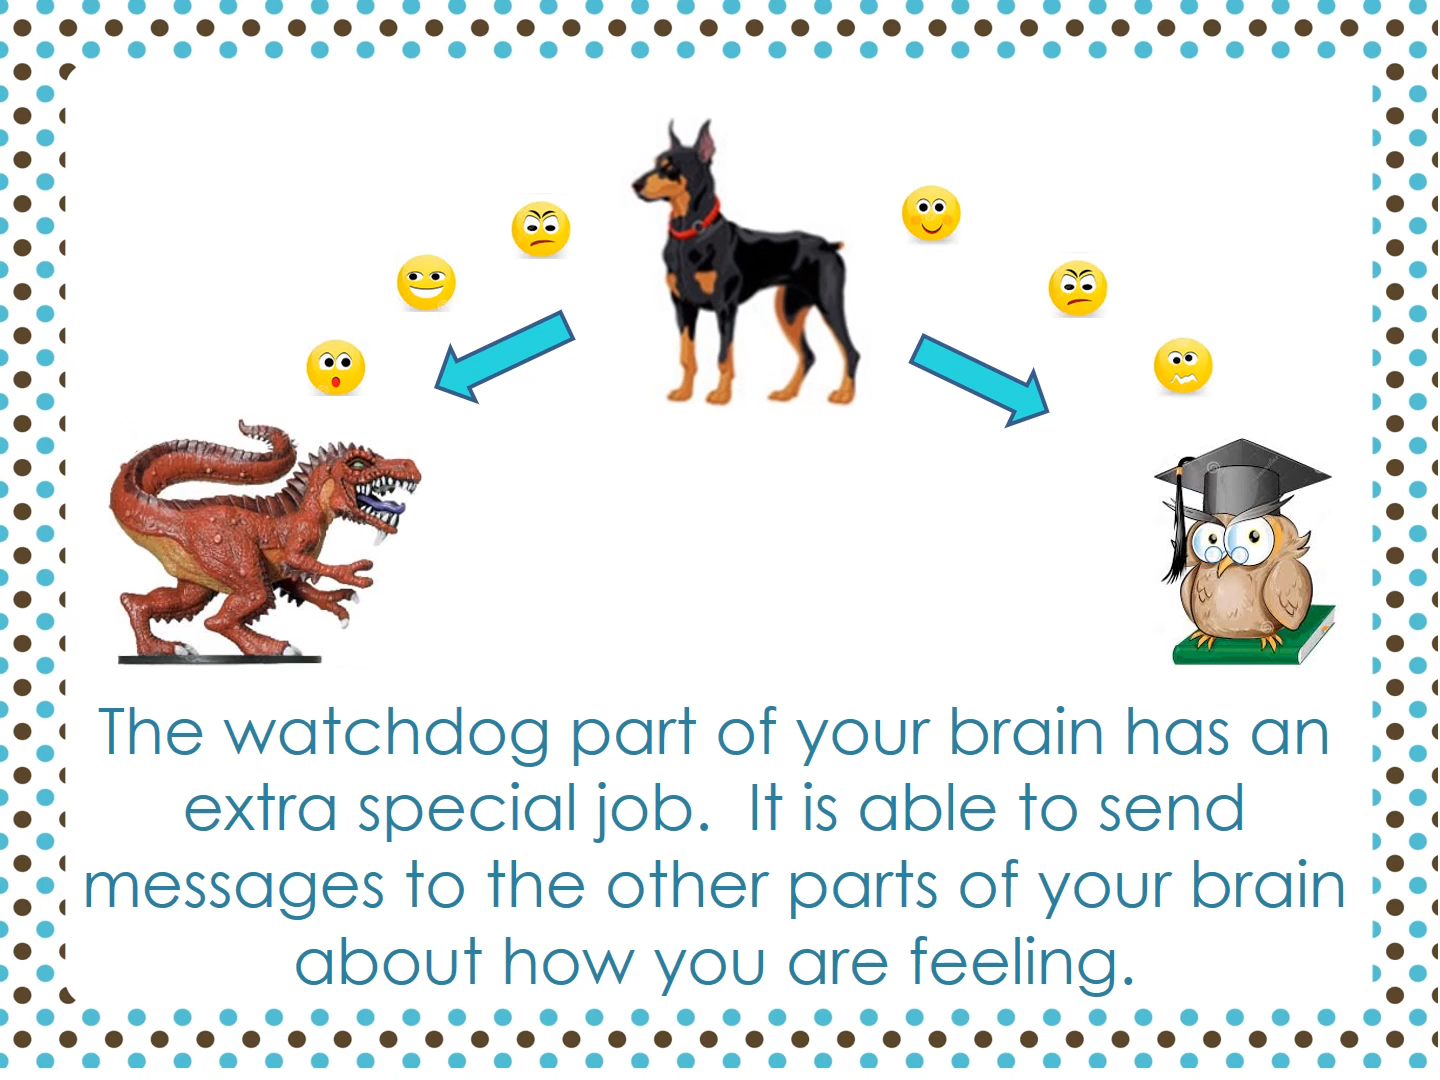 The watchdog part of your brain has an
extra special job.  It is able to send
messages to the other parts of your brain
about how you are feeling.